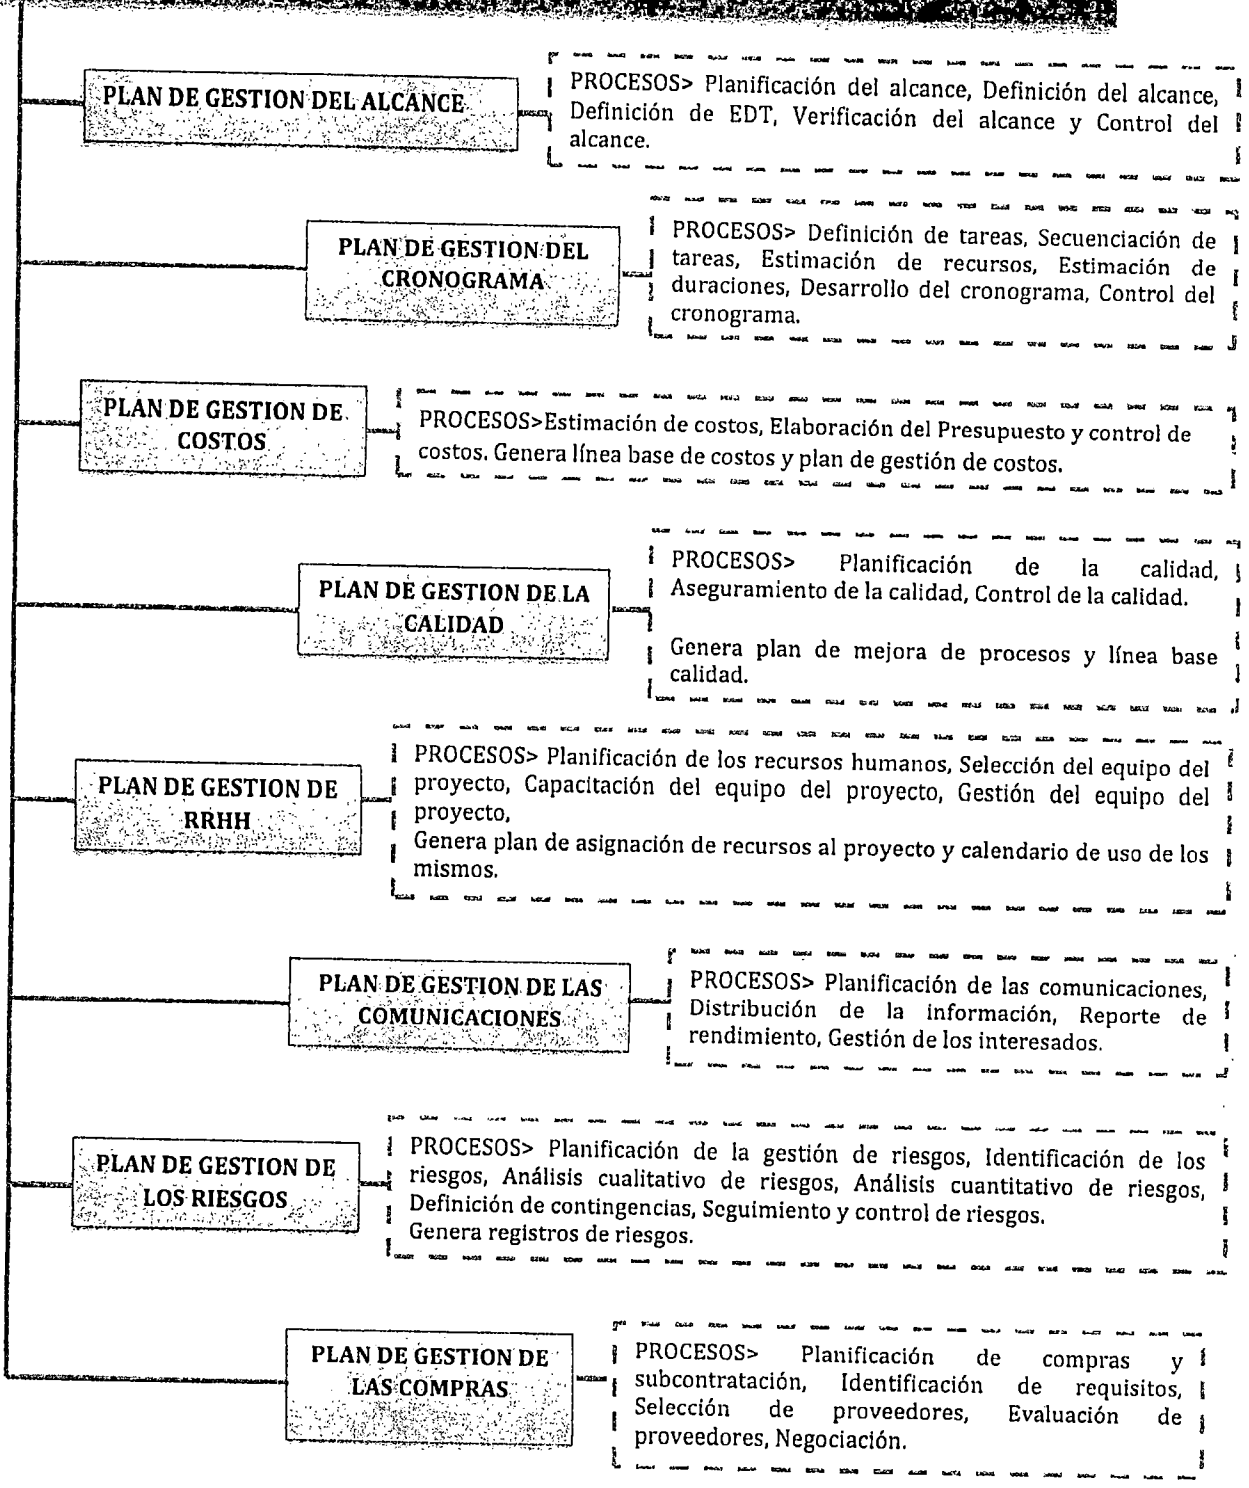 PLAN DE GESTION DEL ALCANCE
PROCESOS> Planificación del alcance, Definición del alcance,
Definición de EDT, Verificación del alcance y Control del
alcance.
PLAN DE GESTION DEL
CRONOGRAMA
PROCESOS> Definición de tareas, Secuenciación de
tareas, Estimación de recursos, Estimación de
duraciones, Desarrollo del cronograma, Control del
cronograma.
PLAN DE GESTION DE
COSTOS
PROCESOS>Estimación de costos, Elaboración del Presupuesto y control de
costos. Genera línea base de costos y plan de gestión de costos.
PLAN DE GESTION DE LA
CALIDAD
PROCESOS> Planificación de la calidad,
Aseguramiento de la calidad, Control de la calidad.
Genera plan de mejora de procesos y línea base
calidad.
PLAN DE GESTION DE
RRHH
PROCESOS> Planificación de los recursos humanos, Selección del equipo del
proyecto, Capacitación del equipo del proyecto, Gestión del equipo del
proyecto,
Genera plan de asignación de recursos al proyecto y calendario de uso de los
mismos.
PLAN DE GESTION DE LAS
COMUNICACIONES
PROCESOS> Planificación de las comunicaciones,
Distribución de la información, Reporte de
rendimiento, Gestión de los interesados.
PLAN DE GESTION DE
LOS RIESGOS
PROCESOS> Planificación de la gestión de riesgos, Identificación de los
riesgos, Análisis cualitativo de riesgos, Análisis cuantitativo de riesgos,
Definición de contingencias, Seguimiento y control de riesgos.
Genera registros de riesgos.
PLAN DE GESTION DE
LAS COMPRAS
PROCESOS> Planificación de compras y
subcontratación, Identificación de requisitos,
Selección de proveedores, Evaluación de
proveedores, Negociación.